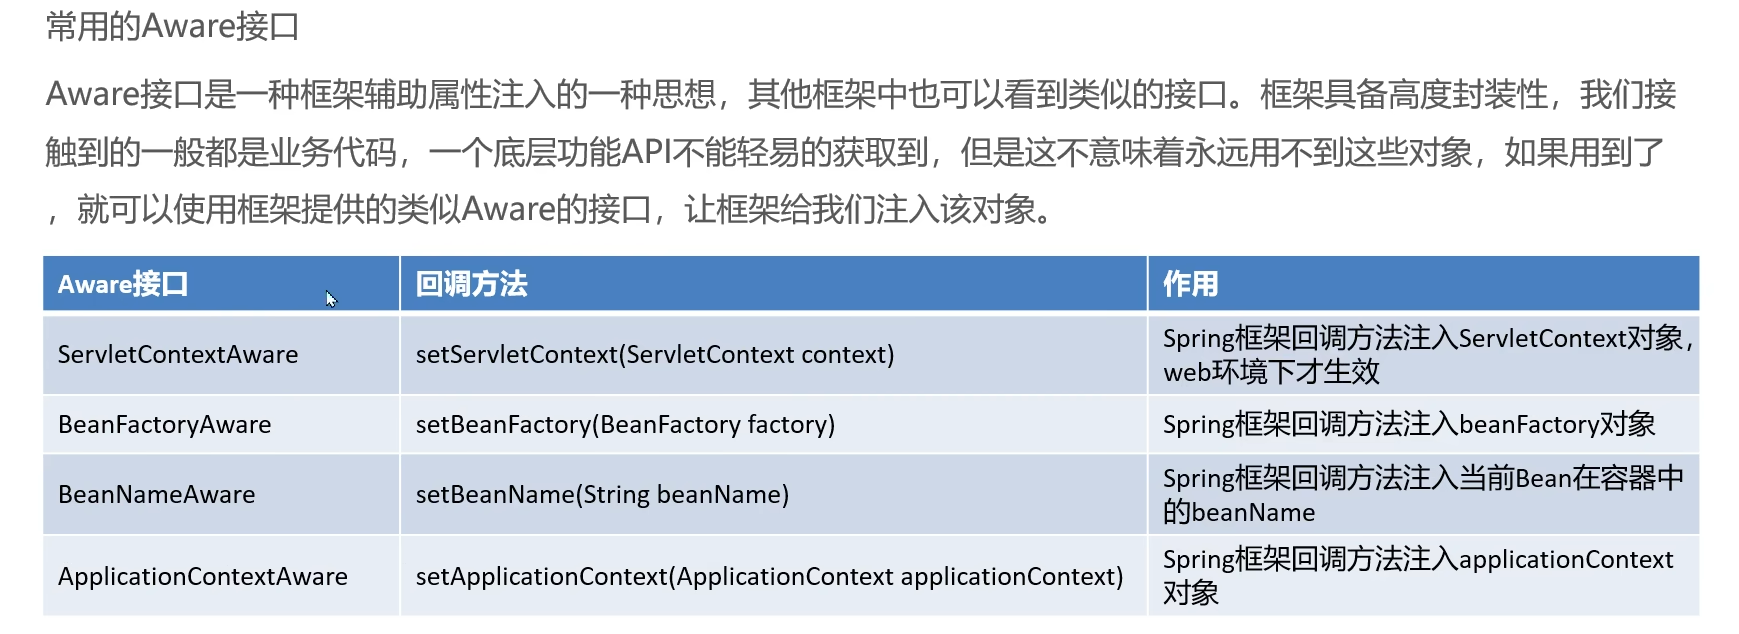 常用的Aware接口
Aware接口是一种框架辅助属性注入的一种思想，其他框架中也可以看到类似的接口。框架具备高度封装性，我们接
触到的一般都是业务代码，一个底层功能API不能轻易的获取到，但是这不意味着永远用不到这些对象，如果用到了
，就可以使用框架提供的类似Aware的接口，让框架给我们注入该对象。
Aware接口 回调方法 作用
ServletContextAware setServletContext(ServletContext context) Spring框架回调方法注入ServletContext对象，
web环境下才生效
BeanFactoryAware setBeanFactory(BeanFactory factory) Spring框架回调方法注入beanFactory对象
BeanNameAware setBeanName(String beanName) Spring框架回调方法注入当前Bean在容器中
的beanName
ApplicationContextAware setApplicationContext(ApplicationContext applicationContext) Spring框架回调方法注入applicationContext
对象